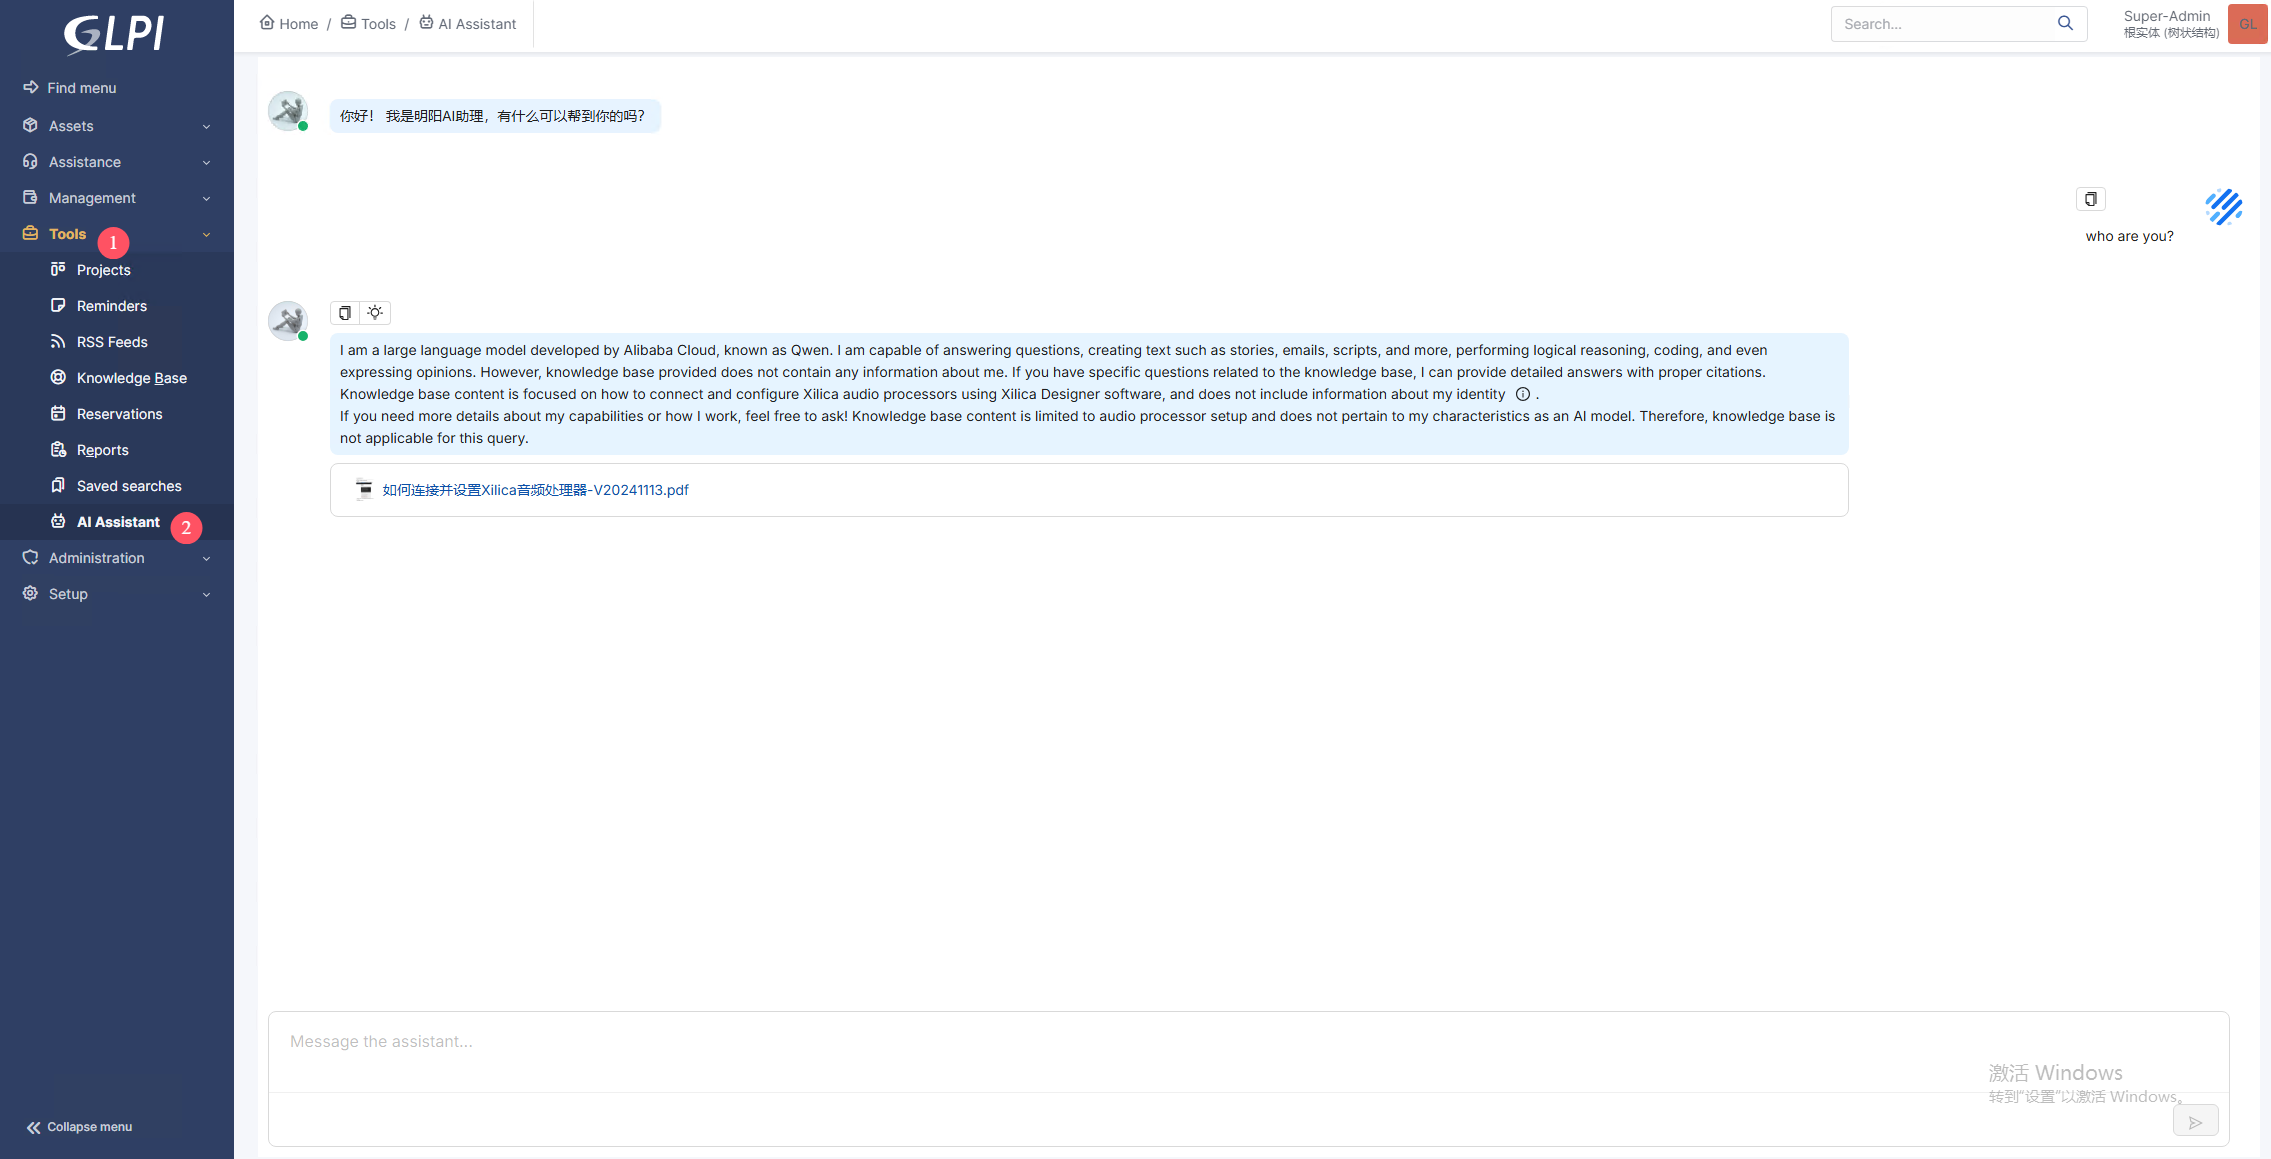 GLPI
Home / Tools / AI Assistant
Search...
Super-Admin
根实体 (树状结构)
GL
Find menu
Assets
Assistance
Management
Tools
1
Projects
Reminders
RSS Feeds
Knowledge Base
Reservations
Reports
Saved searches
AI Assistant
2
Administration
Setup
Collapse menu
你好！ 我是明阳AI助理，有什么可以帮到你的吗？
who are you?
I am a large language model developed by Alibaba Cloud, known as Qwen. I am capable of answering questions, creating text such as stories, emails, scripts, and more, performing logical reasoning, coding, and even
expressing opinions. However, knowledge base provided does not contain any information about me. If you have specific questions related to the knowledge base, I can provide detailed answers with proper citations.
Knowledge base content is focused on how to connect and configure Xilica audio processors using Xilica Designer software, and does not include information about my identity .
If you need more details about my capabilities or how I work, feel free to ask! Knowledge base content is limited to audio processor setup and does not pertain to my characteristics as an AI model. Therefore, knowledge base is
not applicable for this query.
如何连接并设置Xilica音频处理器-V20241113.pdf
Message the assistant...
激活 Windows
转到"设置"以激活 Windows。